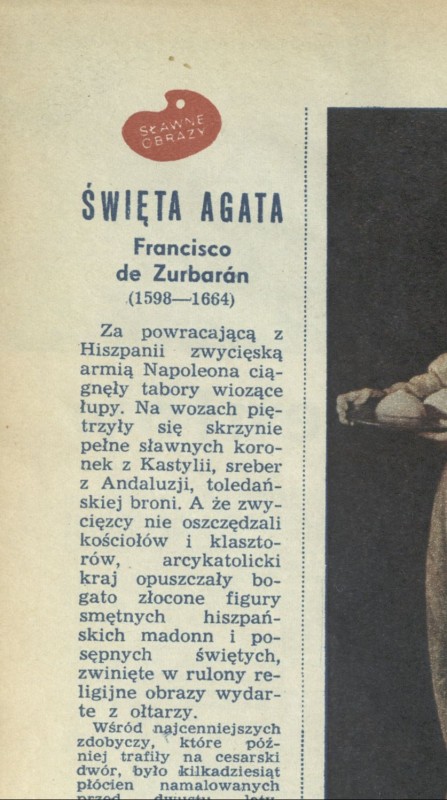 SŁAWNE
OBRAZY
ŚWIĘTA AGATA
Francisco
de Zurbarán
(1598—1664)
Za powracającą z
Hiszpanii zwycięską
armią Napoleona cią-
gnęły tabory wiozące
łupy. Na wozach pię-
trzyły się skrzynie
pełne sławnych koro-
nek z Kastylii, sreber
z Andaluzji, toledań-
skiej broni. A że zwy-
cięzcy nie oszczędzali
kościołów i klaszto-
rów, arcykatolicki
kraj opuszczały bo-
gato złocone figury
smętnych hiszpań-
skich madonn i po-
sępnych świętych,
zwinięte w rulony re-
ligijne obrazy wydar-
te z ołtarzy.
Wśród najcenniejszych
zdobyczy, które póź-
niej trafiły na cesarski
dwór, było kilkadziesiąt
płócien namalowanych
przed dwustu laty